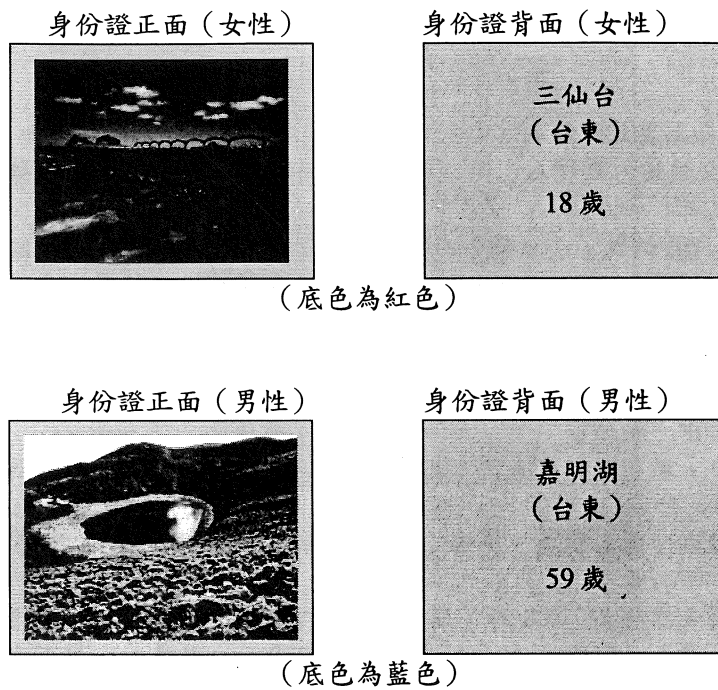 身份證正面（女性）
身份證背面（女性）
三仙台
（台東）
18歲
（底色為紅色）
身份證正面（男性）
身份證背面（男性）
嘉明湖
（台東）
59歲
（底色為藍色）